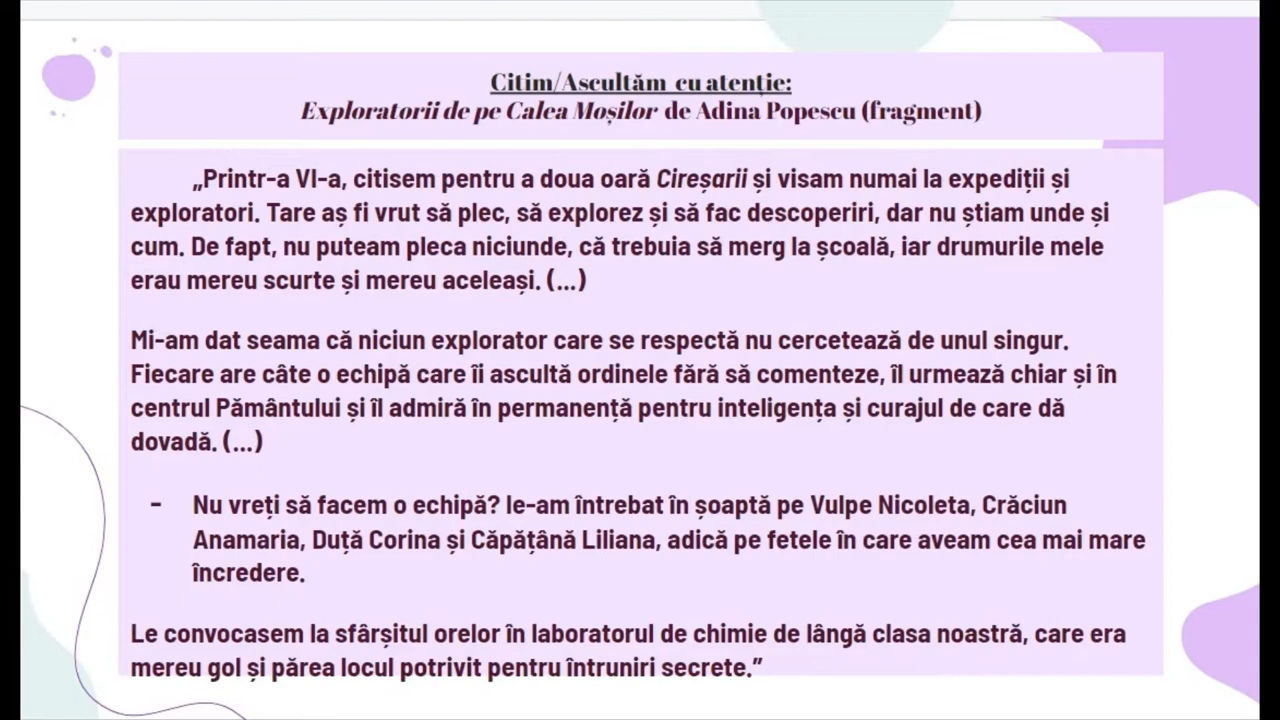 Citim/Ascultăm cu atenție:
Exploratorii de pe Calea Moșilor de Adina Popescu (fragment)
„Printr-a VI-a, citisem pentru a doua oară Cireșarii și visam numai la expediții și
exploratori. Tare aș fi vrut să plec, să explorez și să fac descoperiri, dar nu știam unde și
cum. De fapt, nu puteam pleca niciunde, că trebuia să merg la școală, iar drumurile mele
erau mereu scurte și mereu aceleași. (...)
Mi-am dat seama că niciun explorator care se respectă nu cercetează de unul singur.
Fiecare are câte o echipă care îi ascultă ordinele fără să comenteze, îl urmează chiar și în
centrul Pământului și îl admiră în permanență pentru inteligența și curajul de care dă
dovadă. (...)
- Nu vreți să facem o echipă? le-am întrebat în șoaptă pe Vulpe Nicoleta, Crăciun
Anamaria, Duță Corina și Căpățână Liliana, adică pe fetele în care aveam cea mai mare
încredere.
Le convocasem la sfârșitul orelor în laboratorul de chimie de lângă clasa noastră, care era
mereu gol și părea locul potrivit pentru întruniri secrete.”